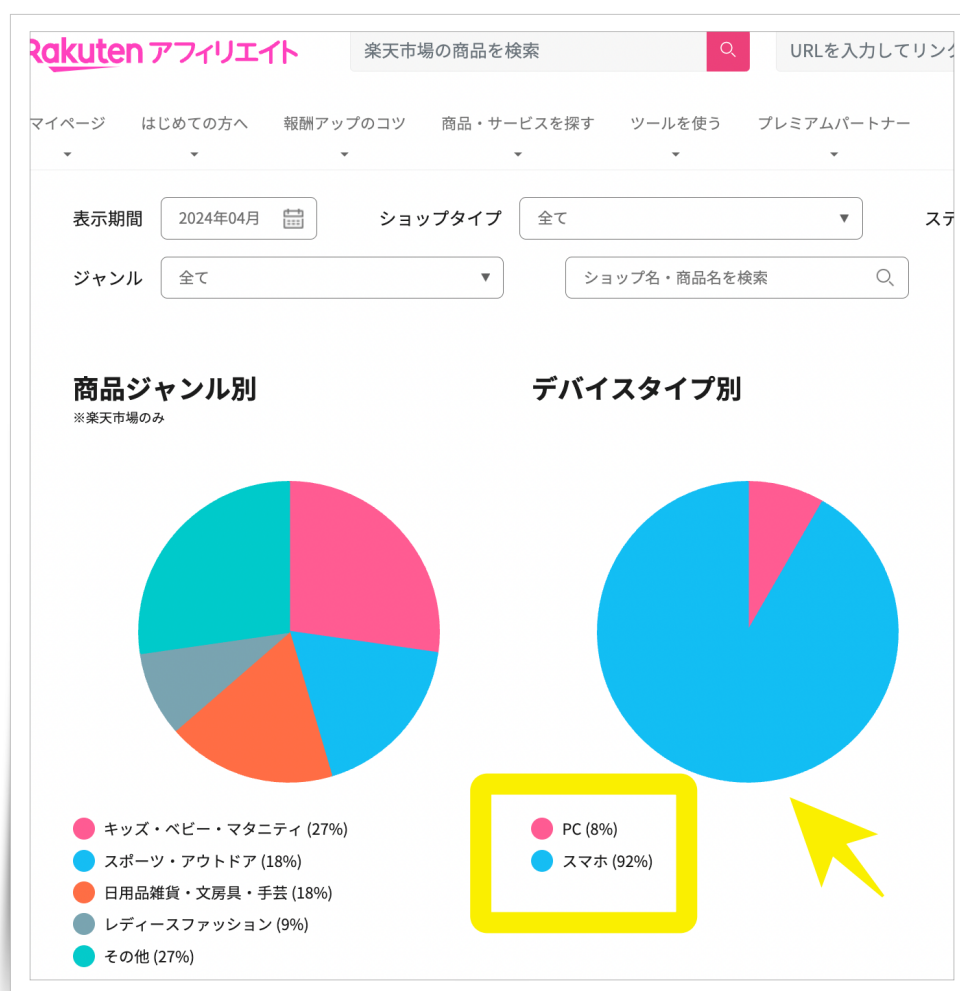 Rakuten アフィリエイト
楽天市場の商品を検索
URLを入力してリンク
マイページ はじめての方へ 報酬アップのコツ 商品・サービスを探す ツールを使う プレミアムパートナー
表示期間 2024年04月 ショップタイプ 全て ステ
ジャンル 全て ショップ名・商品名を検索
商品ジャンル別
※楽天市場のみ
デバイスタイプ別
キッズ・ベビー・マタニティ (27%)
スポーツ・アウトドア (18%)
日用品雑貨・文房具・手芸 (18%)
レディースファッション (9%)
その他 (27%)
PC (8%)
スマホ (92%)